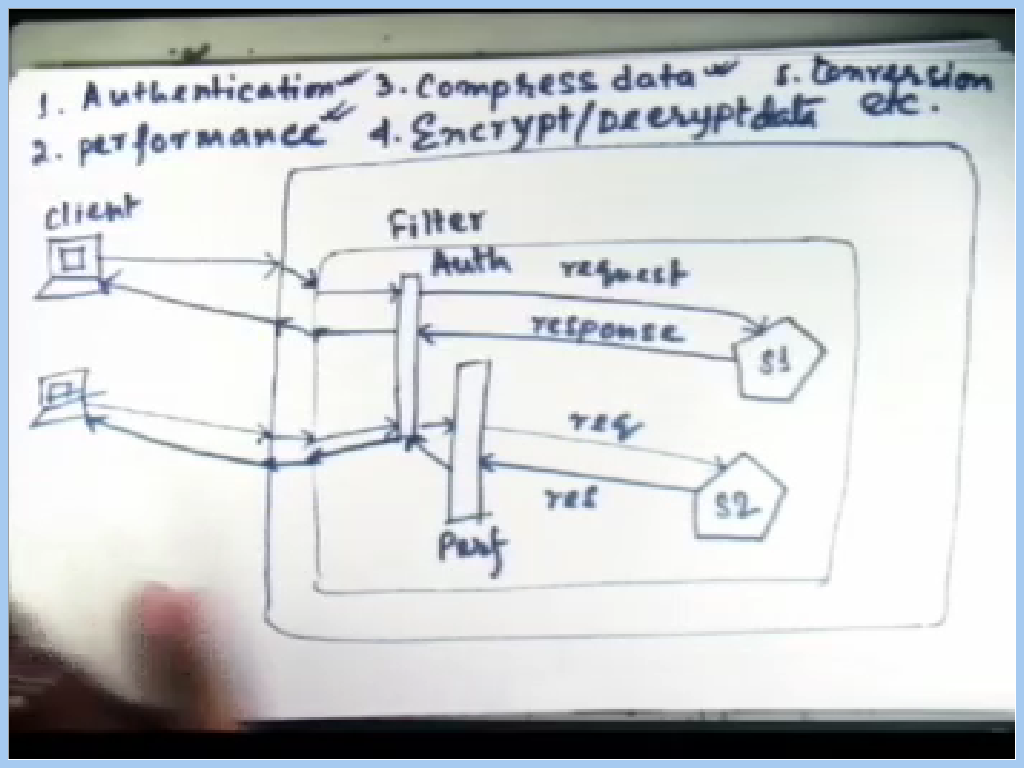 1. Authentication 3. Compress data 5. Conversion
2. performance 4. Encrypt/Decrypt data etc.
client
Filter
Auth request
response
S1
req
res
S2
Perf